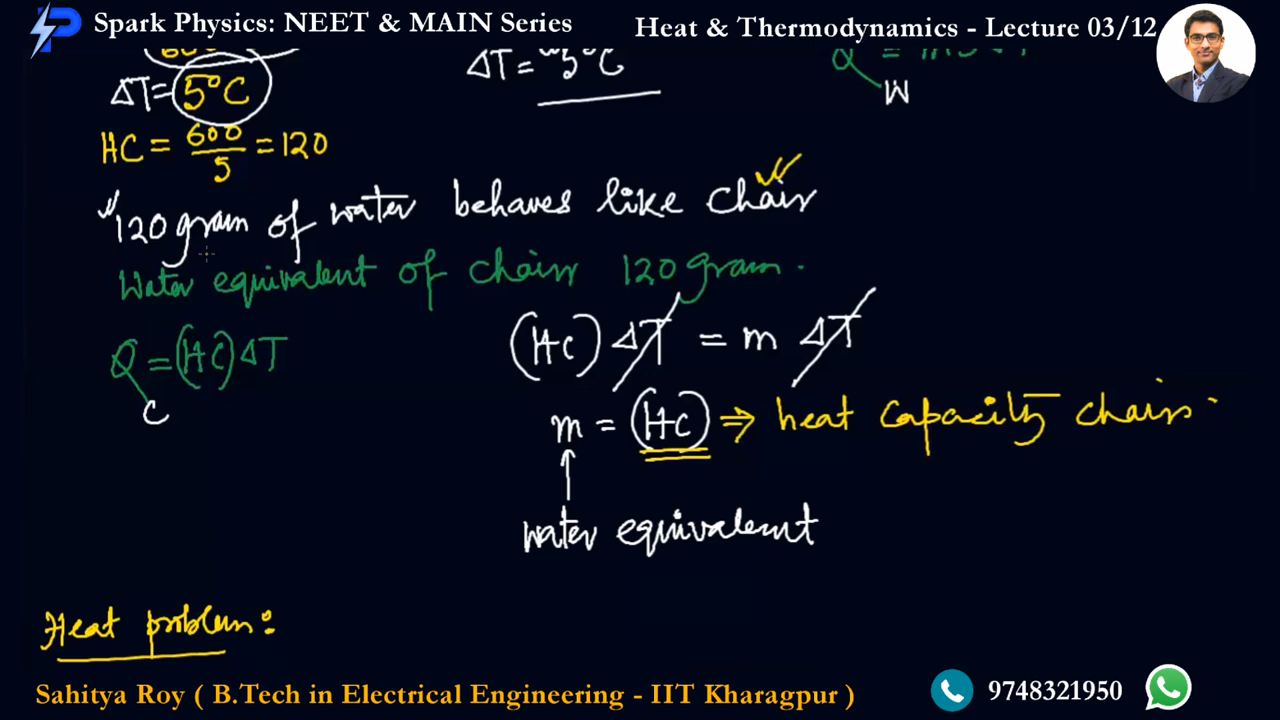 Spark Physics: NEET & MAIN Series
Heat & Thermodynamics - Lecture 03/12
ΔT = 5°C
ΔT = 5°C
W
HC = 600/5 = 120
120 gram of water behaves like chair
Water equivalent of chair 120 gram.
Q = (HC) ΔT
C
(HC) ΔT = m ΔT
m = (HC) ⇒ heat capacity chair.
water equivalent
Heat problem:
Sahitya Roy ( B.Tech in Electrical Engineering - IIT Kharagpur )
9748321950